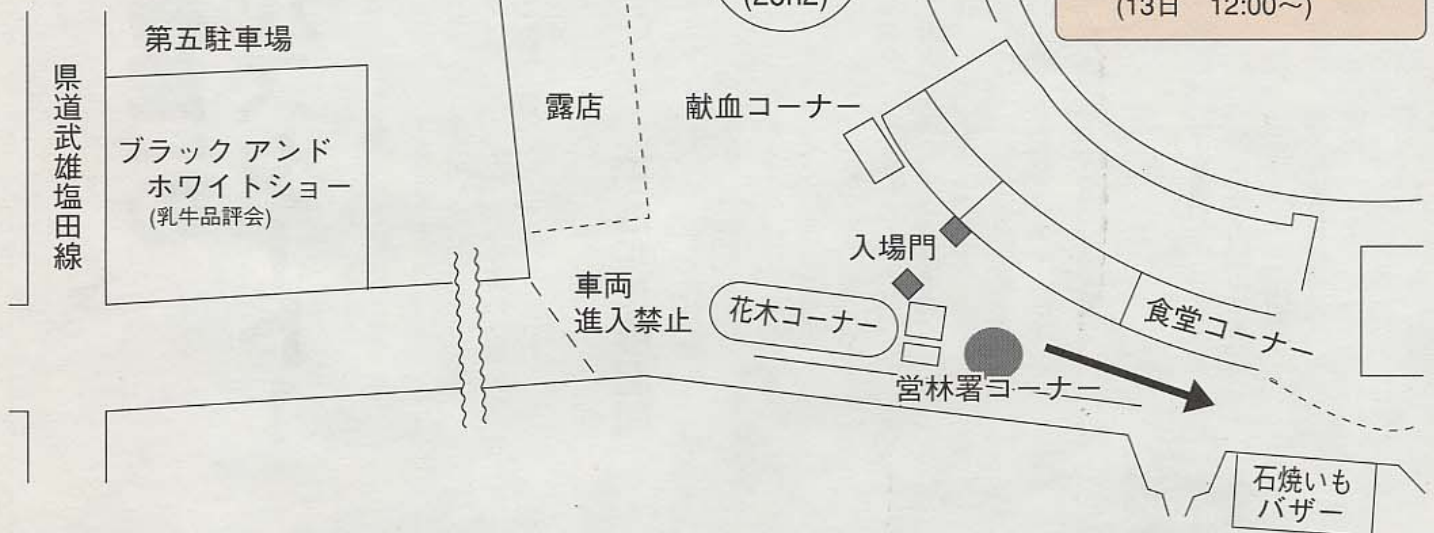 (13日　12:00～)
第五駐車場
県道武雄塩田線
ブラック アンド
ホワイトショー
(乳牛品評会)
露店
献血コーナー
入場門
車両
進入禁止
花木コーナー
食堂コーナー
営林署コーナー
石焼いも
バザー